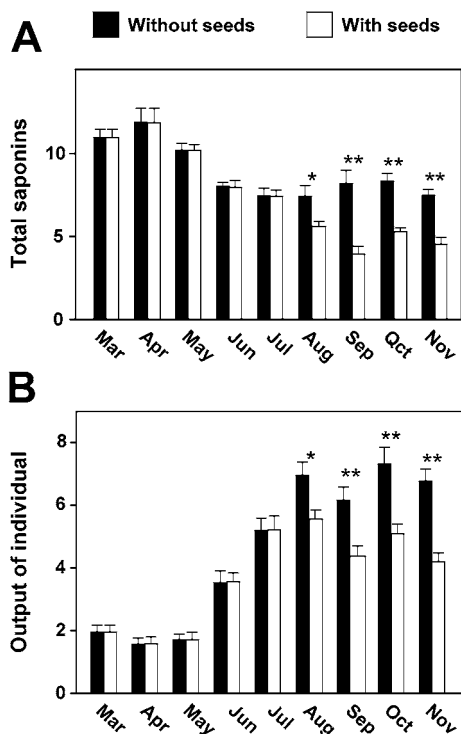 Without seeds With seeds
A
Total saponins
10
5
0
* ** ** **
Mar Apr May Jun Jul Aug Sep Qct Nov
B
Output of individual
8
6
4
2
0
* ** ** **
Mar Apr May Jun Jul Aug Sep Oct Nov